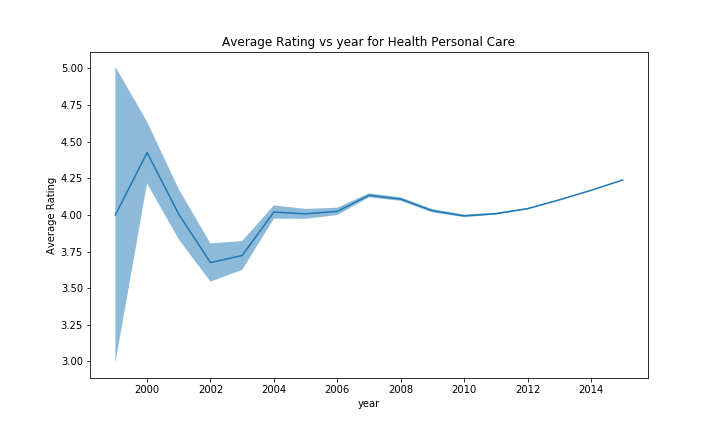 Average Rating vs year for Health Personal Care
5.00
4.75
4.50
4.25
4.00
3.75
3.50
3.25
3.00
Average Rating
2000 2002 2004 2006 2008 2010 2012 2014
year